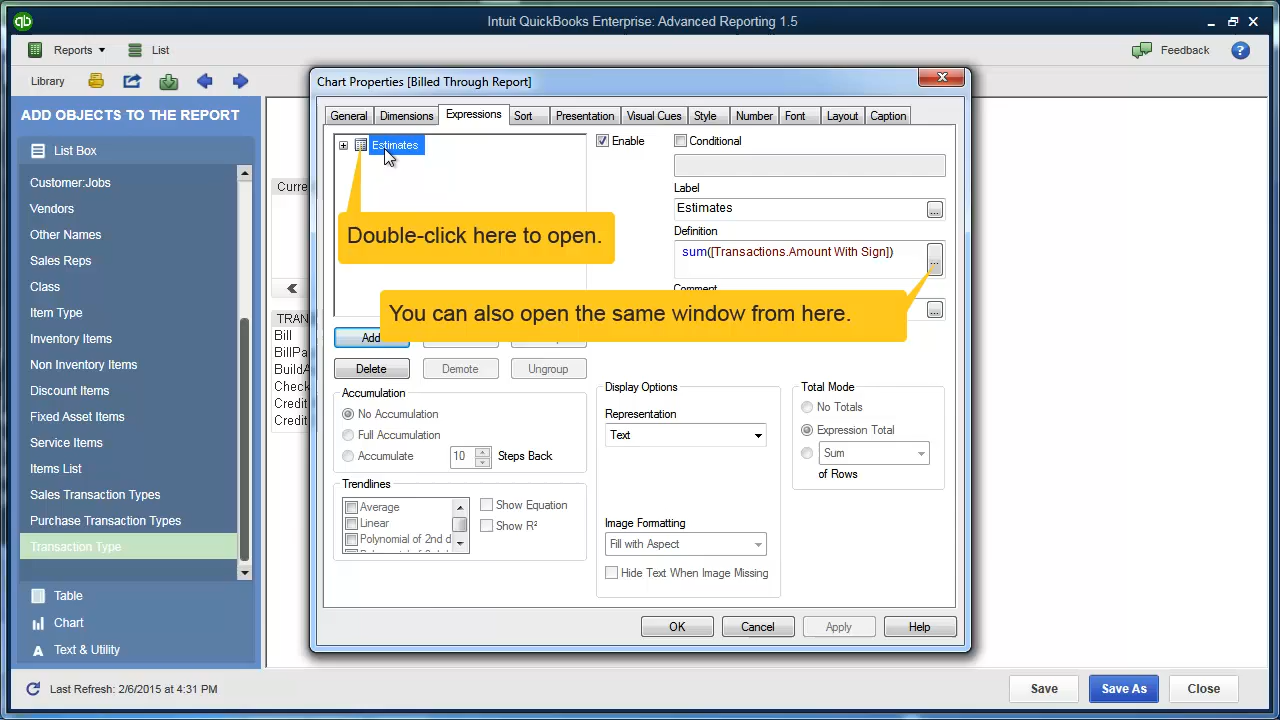 Intuit QuickBooks Enterprise: Advanced Reporting 1.5
Reports
List
Feedback
?
Library
ADD OBJECTS TO THE REPORT
List Box
Customer:Jobs
Vendors
Other Names
Sales Reps
Class
Item Type
Inventory Items
Non Inventory Items
Discount Items
Fixed Asset Items
Service Items
Items List
Sales Transaction Types
Purchase Transaction Types
Transaction Type
Table
Chart
Text & Utility
Curre
TRAN
Bill
BillPa
BuildA
Check
Credit
Credit
Chart Properties [Billed Through Report]
General
Dimensions
Expressions
Sort
Presentation
Visual Cues
Style
Number
Font
Layout
Caption
Estimates
Double-click here to open.
Enable
Conditional
Label
Estimates
...
Definition
sum([Transactions.Amount With Sign])
...
Comment
...
You can also open the same window from here.
Add
Delete
Demote
Ungroup
Accumulation
No Accumulation
Full Accumulation
Accumulate
10
Steps Back
Trendlines
Average
Linear
Polynomial of 2nd d
Show Equation
Show R²
Display Options
Representation
Text
Image Formatting
Fill with Aspect
Hide Text When Image Missing
Total Mode
No Totals
Expression Total
Sum
of Rows
OK
Cancel
Apply
Help
Last Refresh: 2/6/2015 at 4:31 PM
Save
Save As
Close